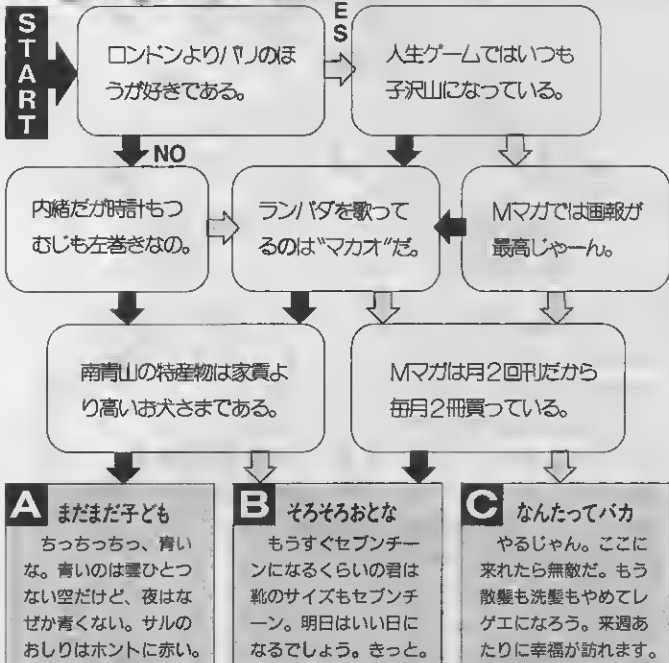 START
ロンドンよりパリのほ
うが好きである。
ES
人生ゲームではいつも
子沢山になっている。
NO
内緒だが時計もつ
むじも左巻きなの。
ランバダを歌って
るのは"マカオ"だ。
Mマガでは画報が
最高じゃーん。
南青山の特産物は家賃よ
り高いお犬さまである。
Mマガは月2回刊だから
毎月2冊買っている。
A まだまだ子ども
ちっちっちっ、青い
な。青いのは雲ひとつ
ない空だけど、夜はな
ぜか青くない。サルの
おしりはホントに赤い。
B そろそろおとな
もうすぐセブンチー
ンになるくらいの君は
靴のサイズもセブンチ
ーン。明日はいい日に
なるでしょう。きっと。
C なんたってバカ
やるじゃん。ここに
来れたら無敵だ。もう
散髪も洗髪もやめてレ
ゲエになろう。来週あ
たりに幸福が訪れます。